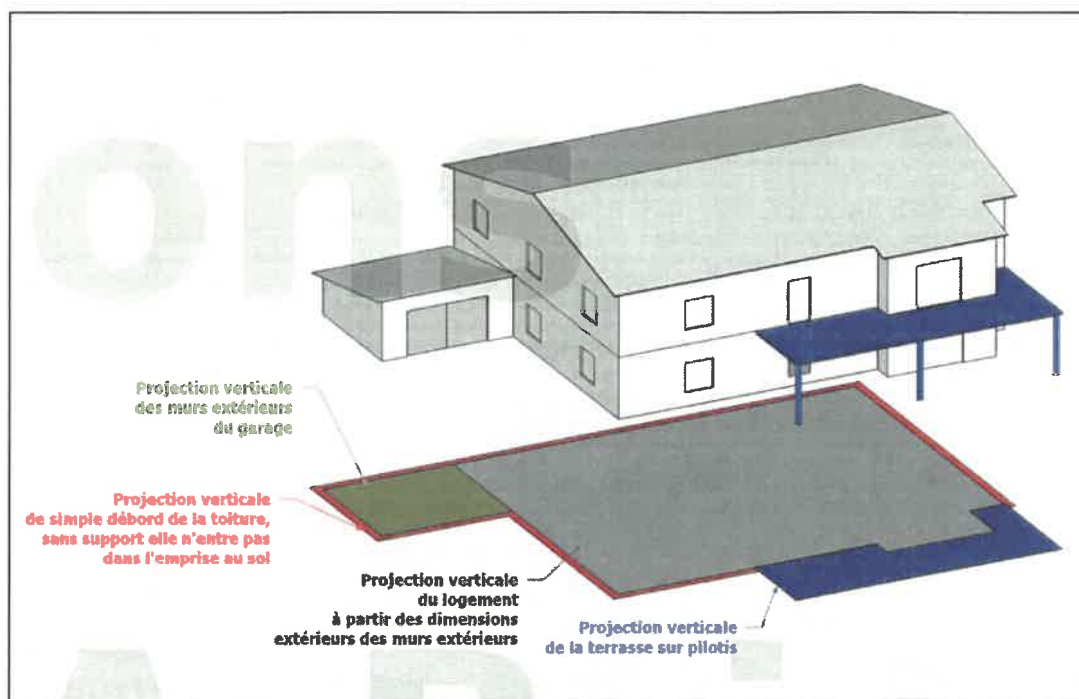 ons
Projection verticale
des murs extérieurs
du garage
Projection verticale
de simple débord de la toiture,
sans support elle n'entre pas
dans l'emprise au sol
Projection verticale
du logement
à partir des dimensions
extérieurs des murs extérieurs
Projection verticale
de la terrasse sur pilotis